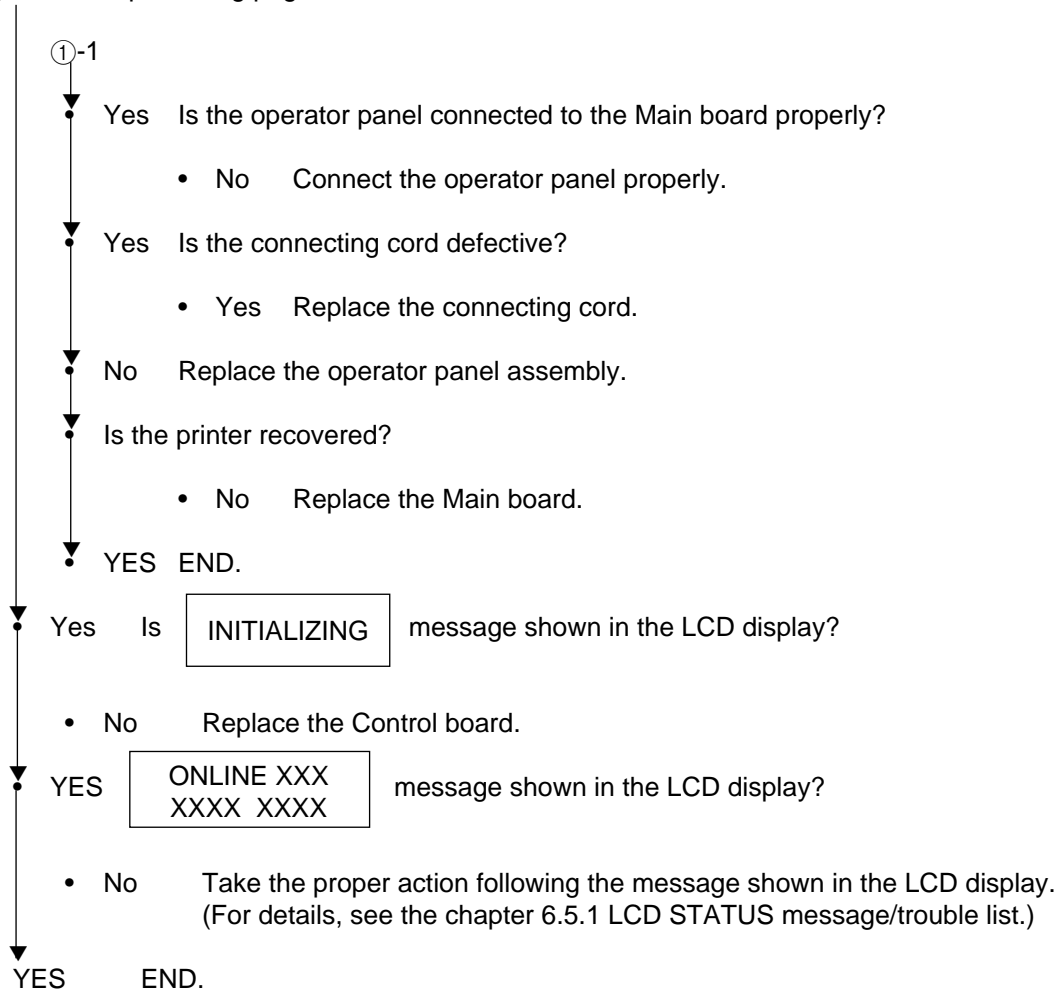 ①-1
• Yes Is the operator panel connected to the Main board properly?
• No Connect the operator panel properly.
• Yes Is the connecting cord defective?
• Yes Replace the connecting cord.
• No Replace the operator panel assembly.
• Is the printer recovered?
• No Replace the Main board.
• YES END.
• Yes Is INITIALIZING message shown in the LCD display?
• No Replace the Control board.
• YES ONLINE XXX
XXXX XXXX message shown in the LCD display?
• No Take the proper action following the message shown in the LCD display.
(For details, see the chapter 6.5.1 LCD STATUS message/trouble list.)
YES END.